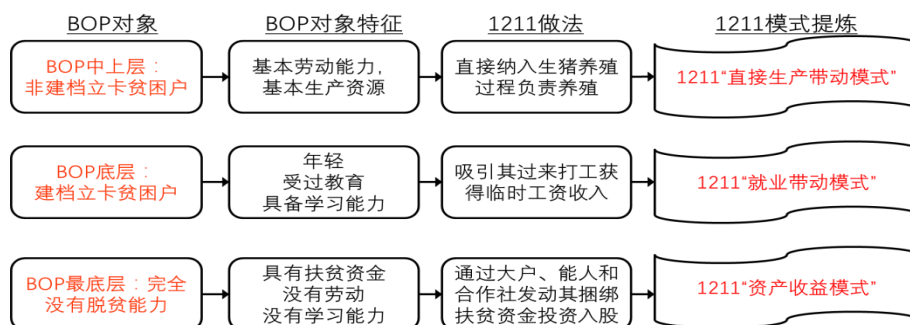 BOP对象 BOP对象特征 1211做法 1211模式提炼
BOP中上层：
非建档立卡贫困户
基本劳动能力，
基本生产资源
直接纳入生猪养殖
过程负责养殖
1211“直接生产带动模式”
BOP底层：
建档立卡贫困户
年轻
受过教育
具备学习能力
吸引其过来打工获
得临时工资收入
1211“就业带动模式”
BOP最底层：完全
没有脱贫能力
具有扶贫资金
没有劳动
没有学习能力
通过大户、能人和
合作社发动其捆绑
扶贫资金投资入股
1211“资产收益模式”